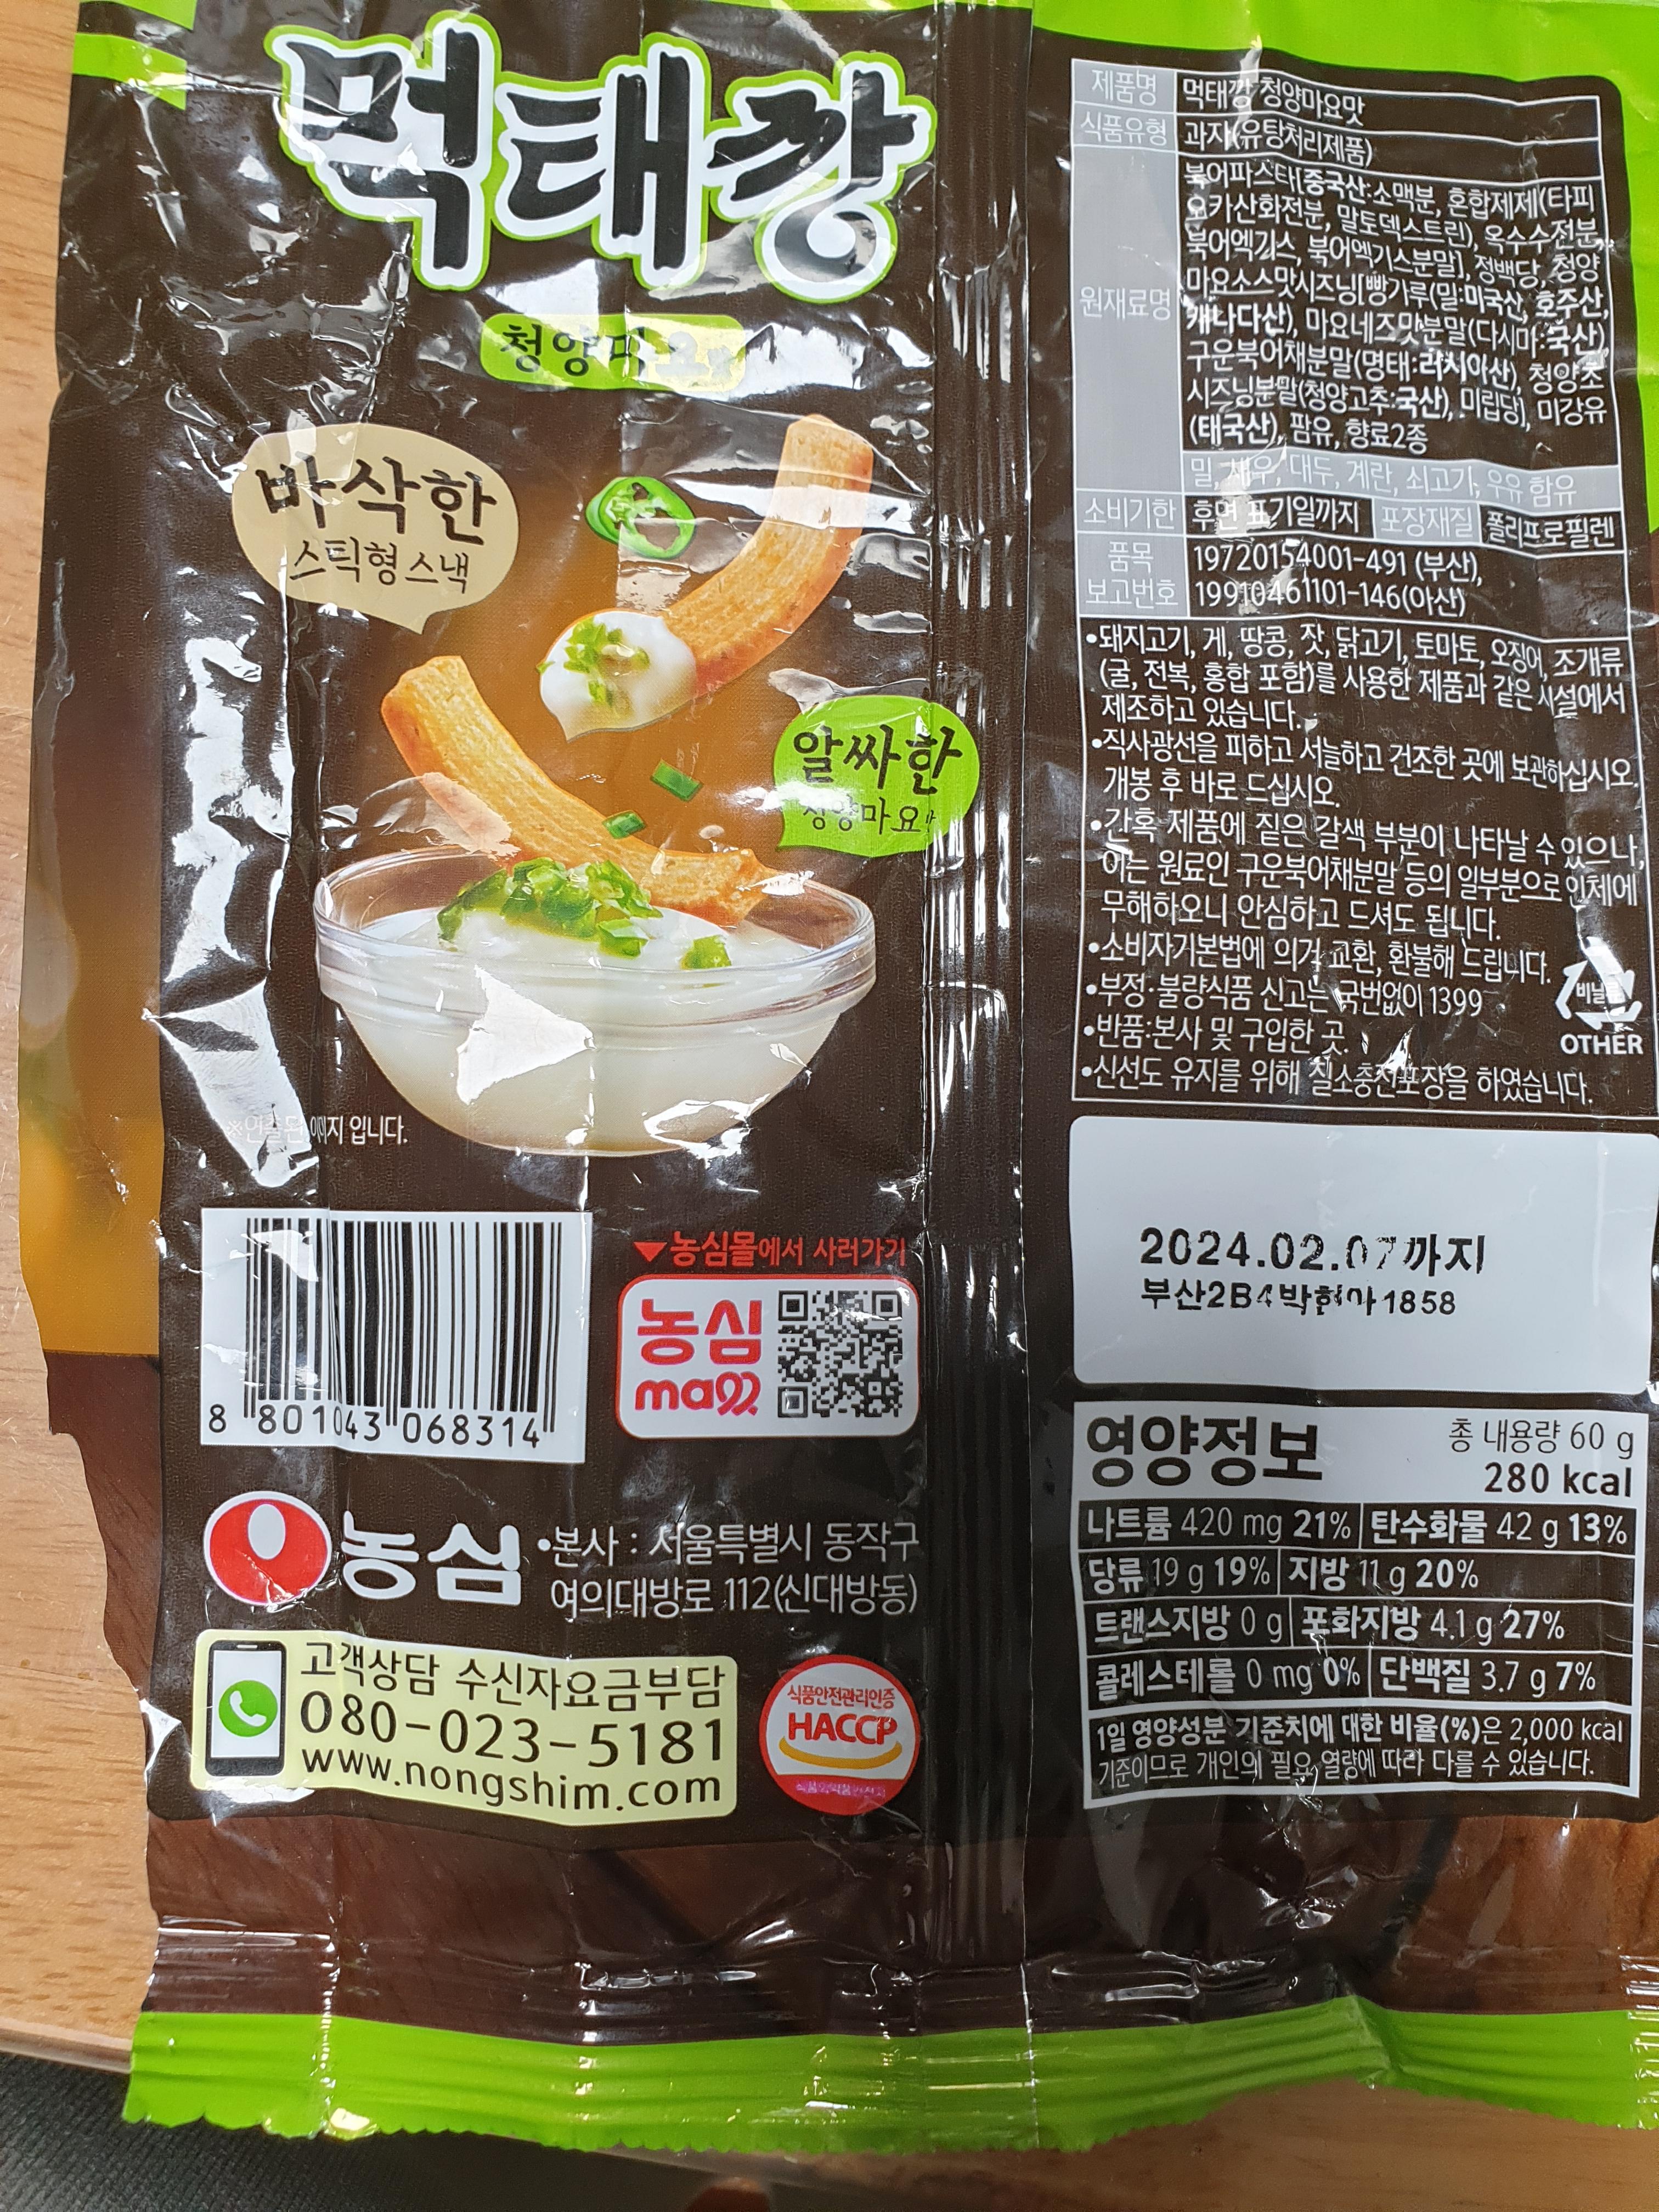 먹태깡
청양마요맛
바삭한
스틱형 스낵
알싸한
청양마요맛
※연출된 이미지 입니다.
8 801043 068314
▼농심몰에서 사러가기
농심
mall
농심
•본사 : 서울특별시 동작구
여의대방로 112(신대방동)
고객상담 수신자요금부담
080-023-5181
www.nongshim.com
식품안전관리인증
HACCP
식품의약품안전처
제품명 먹태깡 청양마요맛
식품유형 과자(유탕처리제품)
원재료명
북어파스타[중국산:소맥분, 혼합제제(타피
오카산화전분, 말토덱스트린), 옥수수전분,
북어엑기스, 북어엑기스분말], 정백당, 청양
마요소스맛시즈닝[빵가루(밀:미국산, 호주산,
캐나다산), 마요네즈맛분말(다시마:국산),
구운북어채분말(명태:러시아산), 청양초
시즈닝분말(청양고추:국산), 미립당], 미강유
(태국산), 팜유, 향료2종
밀, 새우, 대두, 계란, 쇠고기, 우유 함유
소비기한 후면 표기일까지 포장재질 폴리프로필렌
품목 19720154001-491 (부산),
보고번호 19910461101-146(아산)
•돼지고기, 게, 땅콩, 잣, 닭고기, 토마토, 오징어, 조개류
(굴, 전복, 홍합 포함)를 사용한 제품과 같은 시설에서
제조하고 있습니다.
•직사광선을 피하고 서늘하고 건조한 곳에 보관하십시오.
개봉 후 바로 드십시오.
•간혹 제품에 짙은 갈색 부분이 나타날 수 있으나,
이는 원료인 구운북어채분말 등의 일부분으로 인체에
무해하오니 안심하고 드셔도 됩니다.
•소비자기본법에 의거 교환, 환불해 드립니다.
•부정·불량식품 신고는 국번없이 1399
•반품:본사 및 구입한 곳.
•신선도 유지를 위해 질소충전포장을 하였습니다.
비닐류
OTHER
2024.02.07까지
부산2B4박현아1858
영양정보
총 내용량 60 g
280 kcal
나트륨 420 mg 21% 탄수화물 42 g 13%
당류 19 g 19% 지방 11 g 20%
트랜스지방 0 g 포화지방 4.1 g 27%
콜레스테롤 0 mg 0% 단백질 3.7 g 7%
1일 영양성분 기준치에 대한 비율(%)은 2,000 kcal
기준이므로 개인의 필요 열량에 따라 다를 수 있습니다.